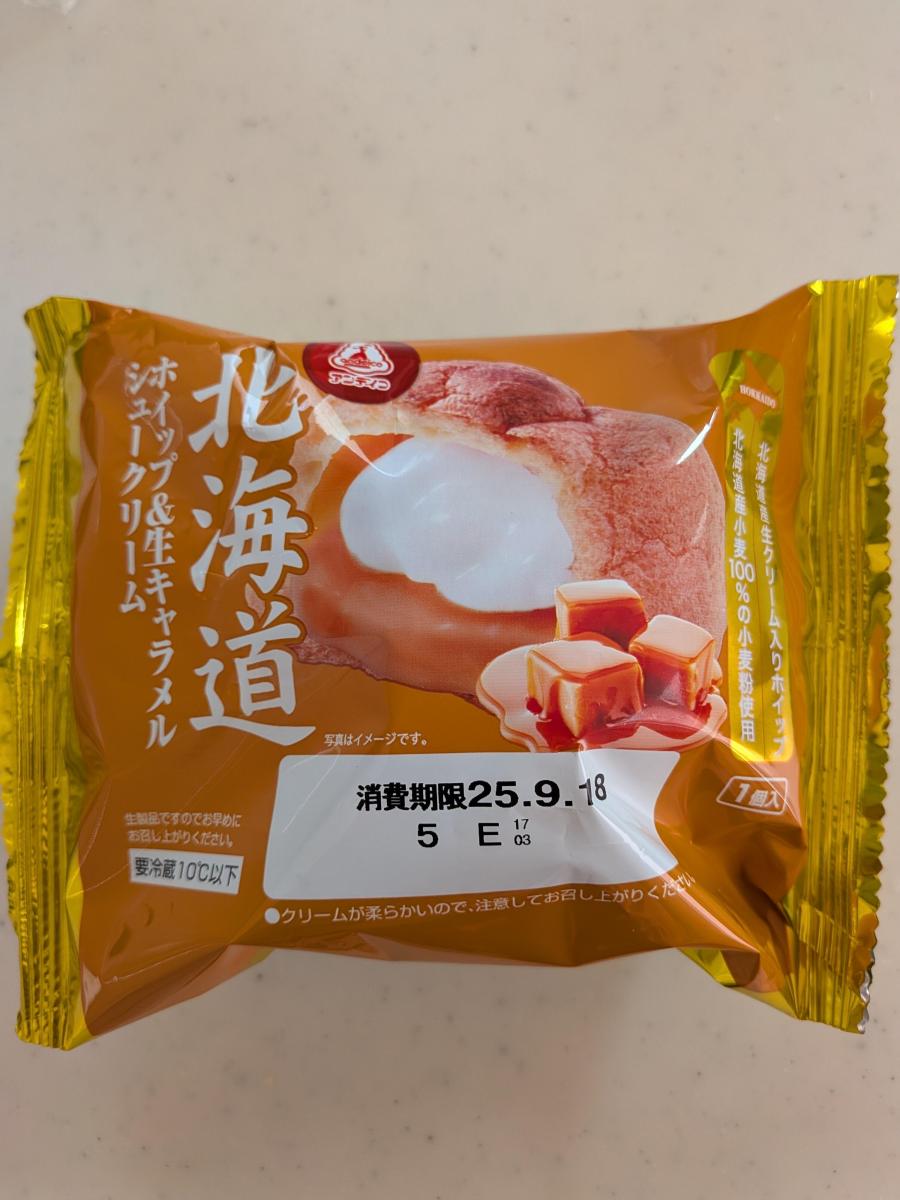 北海道
ホイップ&生キャラメル
シュークリーム
andeico
アンデイコ
HOKKAIDO
北海道産生クリーム入りホイップ
北海道産小麦100%の小麦粉使用
写真はイメージです。
消費期限25.9.18
5 E 17
03
1個入
生製品ですのでお早めに
お召し上がりください。
要冷蔵10℃以下
●クリームが柔らかいので、注意してお召し上がりください。